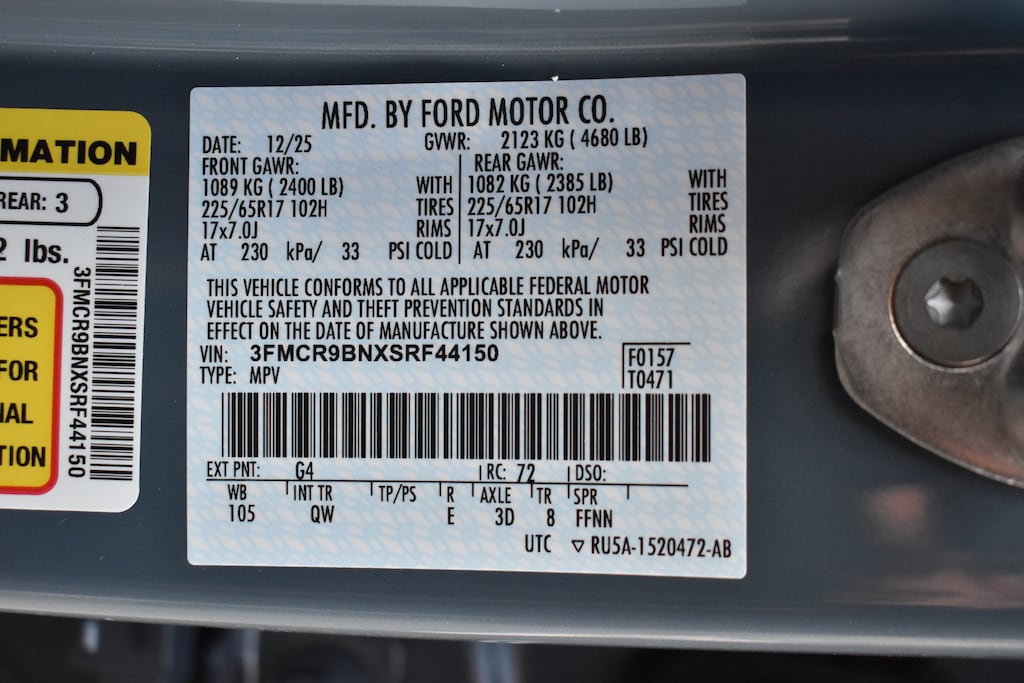 MATION
REAR: 3
2 lbs.
ERS
FOR
NAL
TION
3FMCR9BNXSRF44150
MFD. BY FORD MOTOR CO.
DATE: 12/25 GVWR: 2123 KG ( 4680 LB)
FRONT GAWR: REAR GAWR:
1089 KG ( 2400 LB) WITH 1082 KG ( 2385 LB) WITH
225/65R17 102H TIRES 225/65R17 102H TIRES
17x7.0J RIMS 17x7.0J RIMS
AT 230 kPa/ 33 PSI COLD AT 230 kPa/ 33 PSI COLD
THIS VEHICLE CONFORMS TO ALL APPLICABLE FEDERAL MOTOR
VEHICLE SAFETY AND THEFT PREVENTION STANDARDS IN
EFFECT ON THE DATE OF MANUFACTURE SHOWN ABOVE.
VIN: 3FMCR9BNXSRF44150 F0157
TYPE: MPV T0471
EXT PNT: G4 RC: 72 DSO:
WB INT TR TP/PS R AXLE TR SPR
105 QW E 3D 8 FFNN
UTC ▽ RU5A-1520472-AB